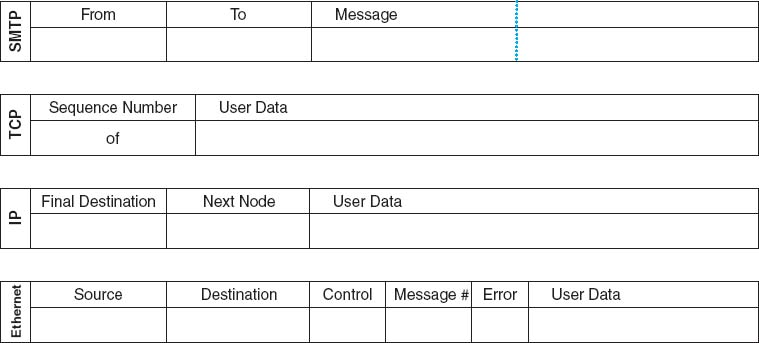 SMTP
From To Message
TCP
Sequence Number User Data
of
IP
Final Destination Next Node User Data
Ethernet
Source Destination Control Message # Error User Data